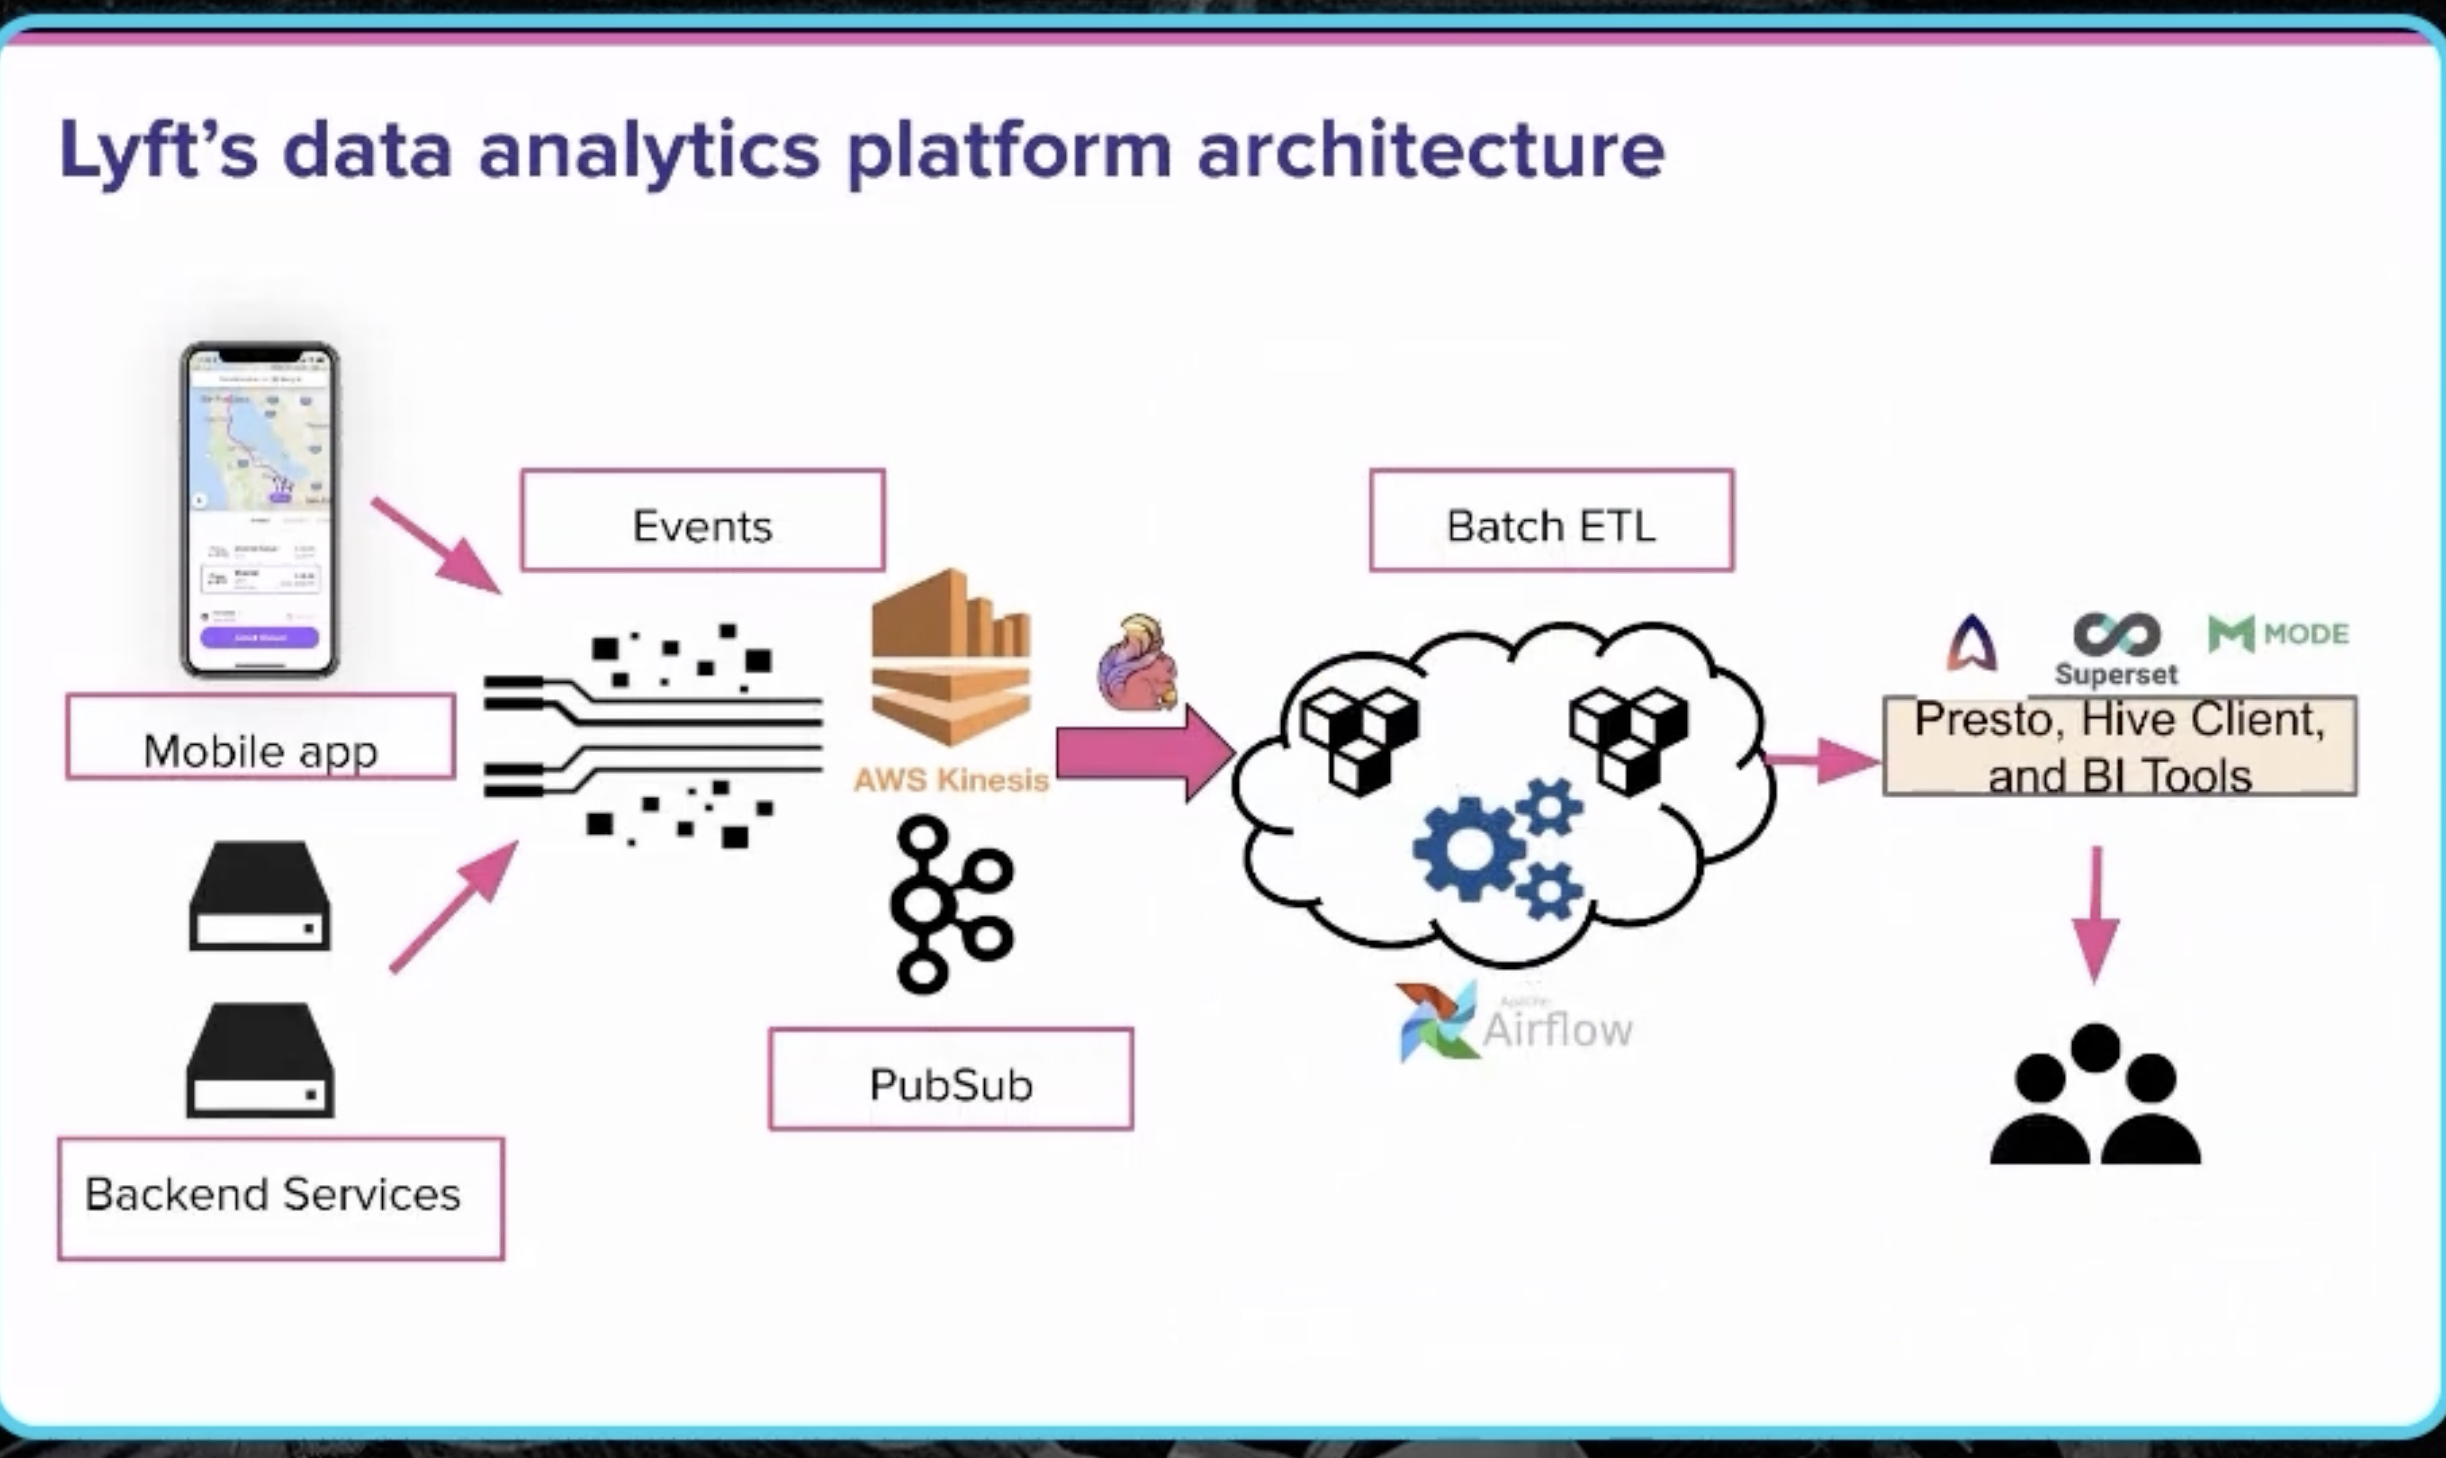 Lyft’s data analytics platform architecture
Mobile app
Backend Services
Events
AWS Kinesis
PubSub
Batch ETL
Apache
Airflow
Superset
MODE
Presto, Hive Client,
and BI Tools